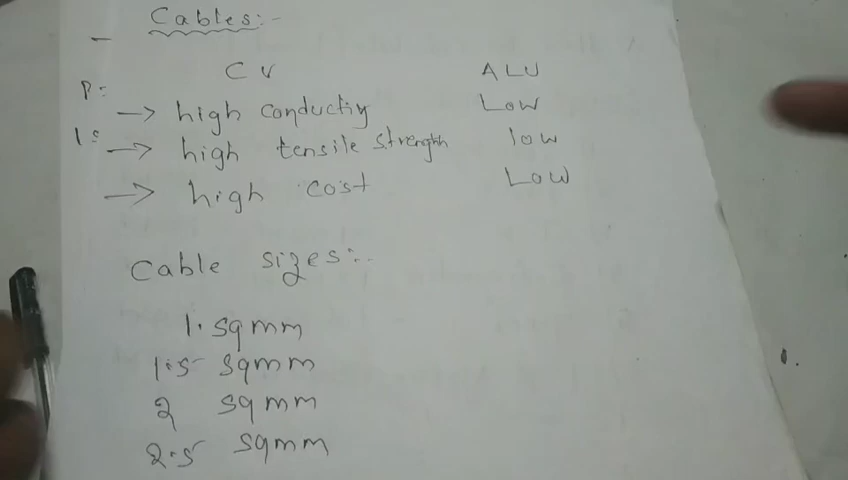 Cables:-
CU ALU
P:
→ high conductiy Low
1:
→ high tensile strength low
→ high cost Low
Cable sizes:-
1. sqmm
1.5 sqmm
2 sqmm
2.5 sqmm